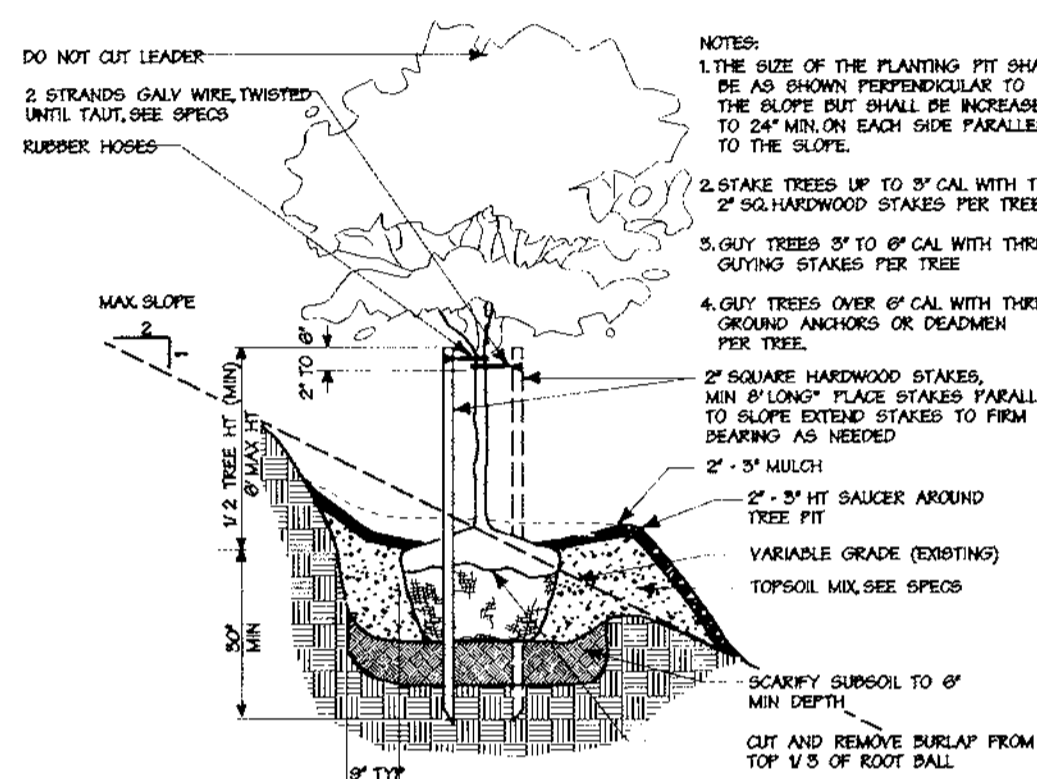 DO NOT CUT LEADER
2 STRANDS GALV WIRE, TWISTED
UNTIL TAUT, SEE SPECS
RUBBER HOSES
MAX. SLOPE
2
1
2" TO 6"
1/2 TREE HT (MIN)
6' MAX HT
30"
MIN
9" TYP
NOTES:
1. THE SIZE OF THE PLANTING PIT SHA
BE AS SHOWN PERPENDICULAR TO
THE SLOPE BUT SHALL BE INCREASE
TO 24" MIN. ON EACH SIDE PARALLE
TO THE SLOPE.
2. STAKE TREES UP TO 3" CAL WITH T
2" SQ. HARDWOOD STAKES PER TREE
3. GUY TREES 3" TO 6" CAL WITH THR
GUYING STAKES PER TREE
4. GUY TREES OVER 6" CAL WITH THR
GROUND ANCHORS OR DEADMEN
PER TREE.
2" SQUARE HARDWOOD STAKES,
MIN 8' LONG" PLACE STAKES PARALL
TO SLOPE EXTEND STAKES TO FIRM
BEARING AS NEEDED
2" - 3" MULCH
2" - 3" HT SAUCER AROUND
TREE PIT
VARIABLE GRADE (EXISTING)
TOPSOIL MIX, SEE SPECS
SCARIFY SUBSOIL TO 6"
MIN DEPTH
CUT AND REMOVE BURLAP FROM
TOP 1/3 OF ROOT BALL